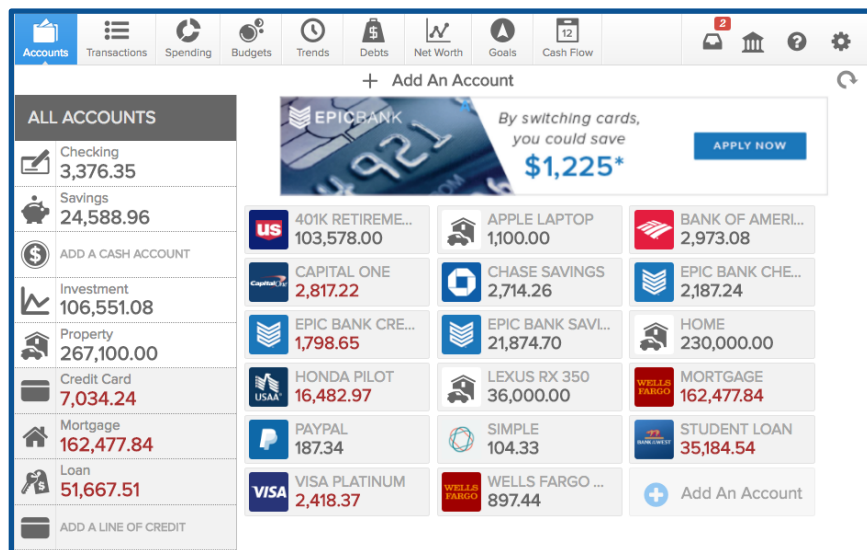 2
12
Accounts
Transactions
Spending
Budgets
Trends
Debts
Net Worth
Goals
Cash Flow
+ Add An Account
ALL ACCOUNTS
Checking
3,376.35
Savings
24,588.96
ADD A CASH ACCOUNT
Investment
106,551.08
Property
267,100.00
Credit Card
7,034.24
Mortgage
162,477.84
Loan
51,667.51
ADD A LINE OF CREDIT
EPICBANK
4921
By switching cards,
you could save
$1,225*
APPLY NOW
us
401K RETIREME...
103,578.00
APPLE LAPTOP
1,100.00
BANK OF AMERI...
2,973.08
Capital One
CAPITAL ONE
2,817.22
CHASE SAVINGS
2,714.26
EPIC BANK CHE...
2,187.24
EPIC BANK CRE...
1,798.65
EPIC BANK SAVI...
21,874.70
HOME
230,000.00
USAA
HONDA PILOT
16,482.97
LEXUS RX 350
36,000.00
WELLS
FARGO
MORTGAGE
162,477.84
PAYPAL
187.34
SIMPLE
104.33
BANK OF THE WEST
STUDENT LOAN
35,184.54
VISA
VISA PLATINUM
2,418.37
WELLS
FARGO
WELLS FARGO ...
897.44
Add An Account